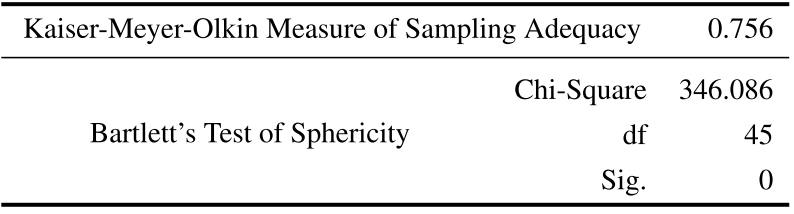 Kaiser-Meyer-Olkin Measure of Sampling Adequacy 0.756
Chi-Square 346.086
Bartlett's Test of Sphericity df 45
Sig. 0